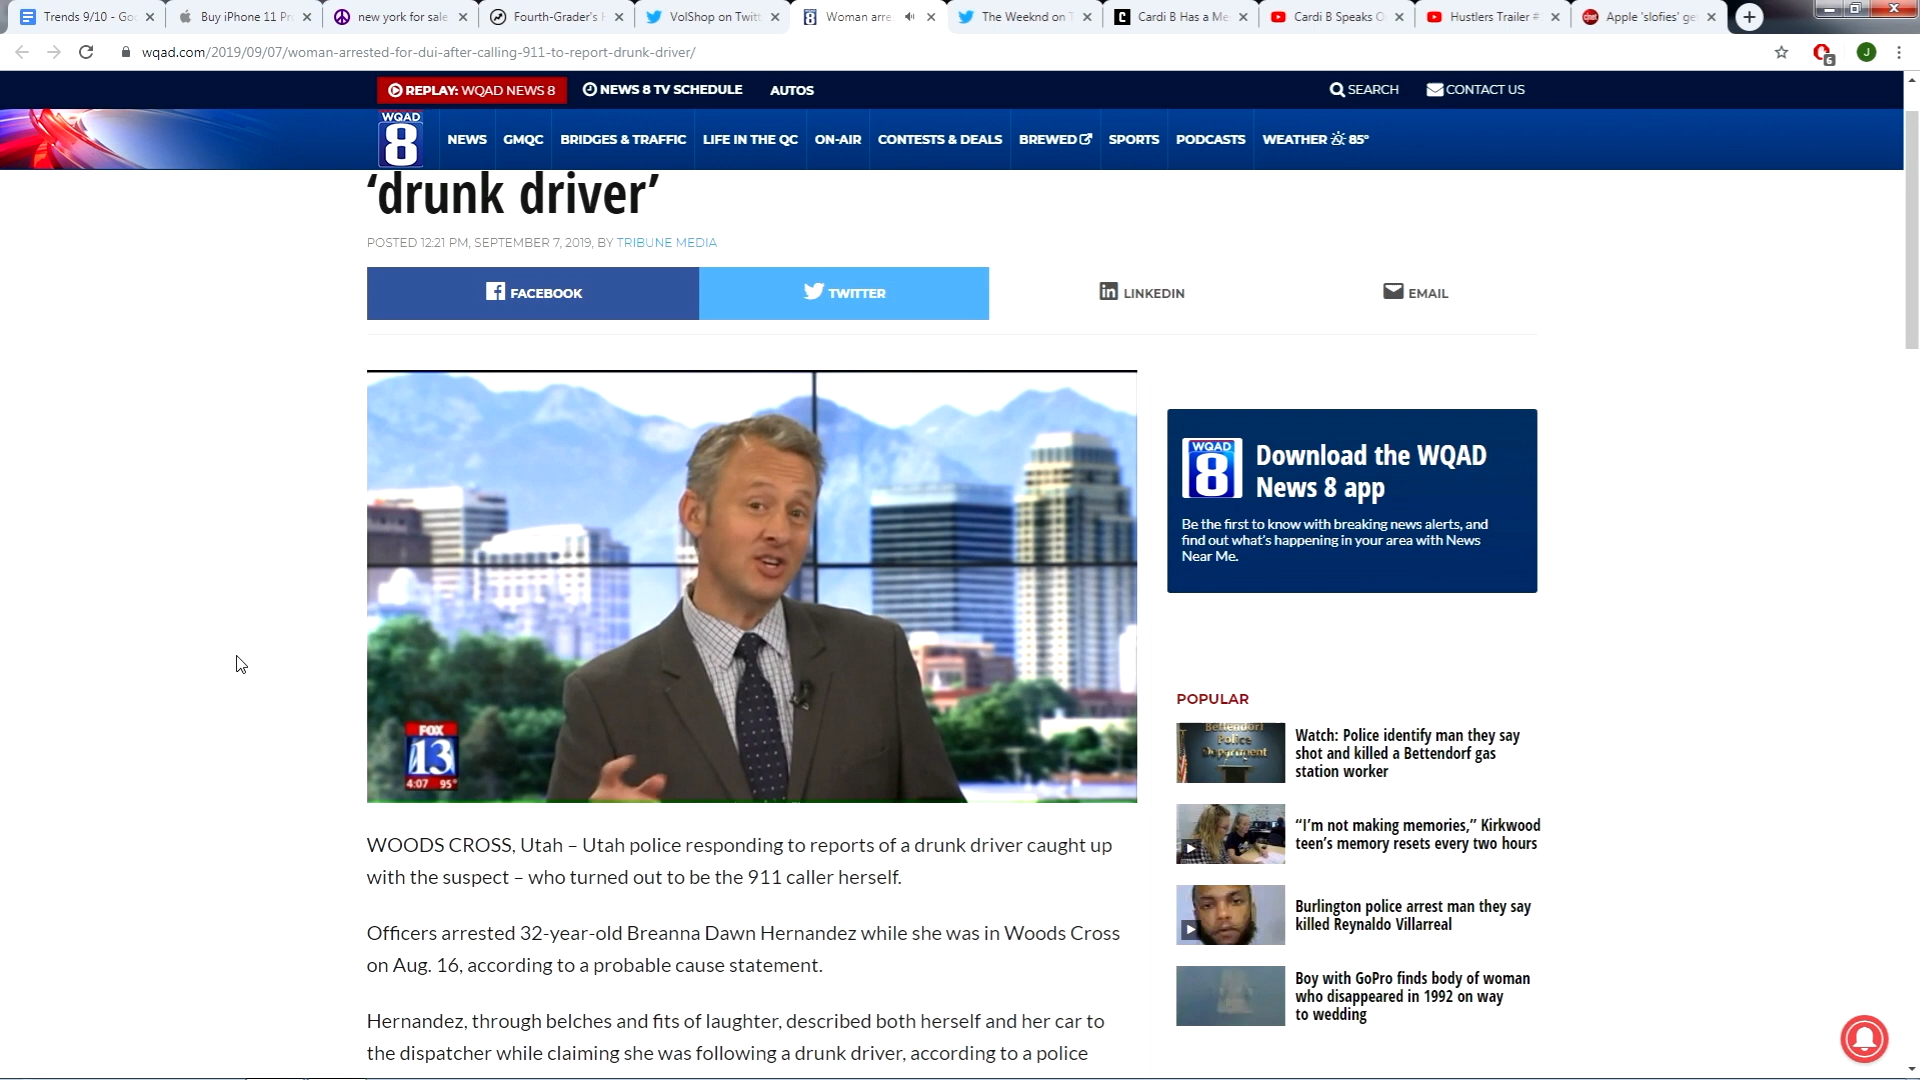 Trends 9/10 - Goo
Buy iPhone 11 Pr
new york for sale
Fourth-Grader's H
VolShop on Twitt
Woman arre
The Weeknd on T
Cardi B Has a Me
Cardi B Speaks O
Hustlers Trailer #
Apple 'slofies' ge
wqad.com/2019/09/07/woman-arrested-for-dui-after-calling-911-to-report-drunk-driver/
6
J
REPLAY: WQAD NEWS 8
NEWS 8 TV SCHEDULE
AUTOS
SEARCH
CONTACT US
WQAD
8
NEWS
GMQC
BRIDGES & TRAFFIC
LIFE IN THE QC
ON-AIR
CONTESTS & DEALS
BREWED
SPORTS
PODCASTS
WEATHER 85°
‘drunk driver’
POSTED 12:21 PM, SEPTEMBER 7, 2019, BY TRIBUNE MEDIA
FACEBOOK
TWITTER
LINKEDIN
EMAIL
FOX
13
4:07 95°
WOODS CROSS, Utah – Utah police responding to reports of a drunk driver caught up
with the suspect – who turned out to be the 911 caller herself.
Officers arrested 32-year-old Breanna Dawn Hernandez while she was in Woods Cross
on Aug. 16, according to a probable cause statement.
Hernandez, through belches and fits of laughter, described both herself and her car to
the dispatcher while claiming she was following a drunk driver, according to a police
WQAD
8
Download the WQAD
News 8 app
Be the first to know with breaking news alerts, and
find out what's happening in your area with News
Near Me.
POPULAR
Bettendorf
Police
Department
Watch: Police identify man they say
shot and killed a Bettendorf gas
station worker
“I’m not making memories,” Kirkwood
teen’s memory resets every two hours
Burlington police arrest man they say
killed Reynaldo Villarreal
Boy with GoPro finds body of woman
who disappeared in 1992 on way
to wedding